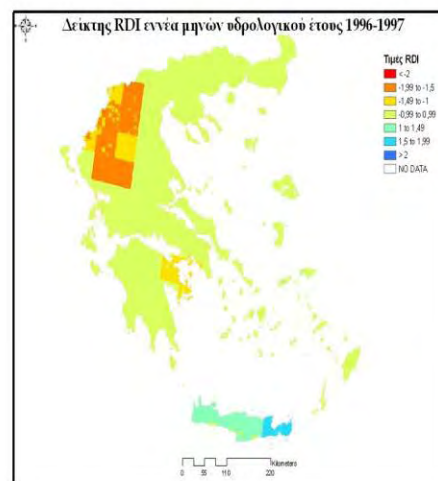 Δείκτης RDI εννέα μηνών υδρολογικού έτους 1996-1997
Τιμές RDI
< -2
-1,99 to -1,5
-1,49 to -1
-0,99 to 0,99
1 to 1,49
1,5 to 1,99
> 2
NO DATA
Kilometers
0 55 110 220